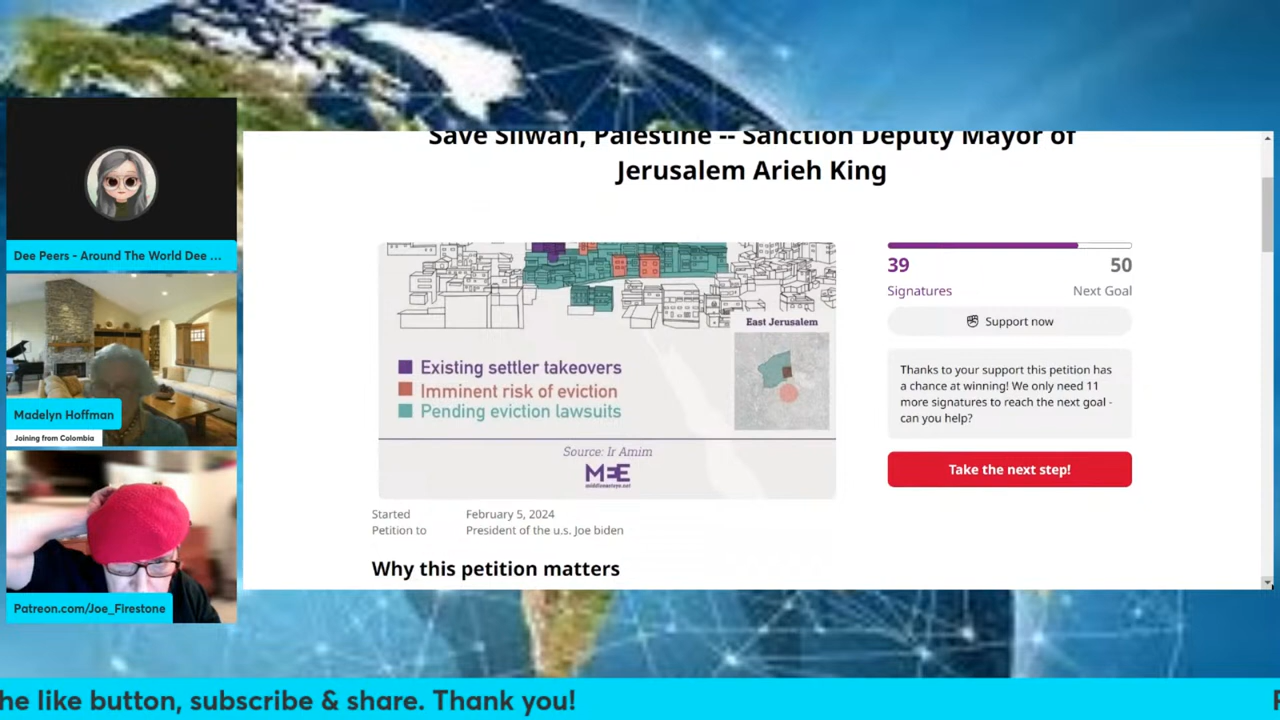 Save Silwan, Palestine -- Sanction Deputy Mayor of
Jerusalem Arieh King
Dee Peers - Around The World Dee ...
Madelyn Hoffman
Joining from Colombia
Patreon.com/Joe_Firestone
East Jerusalem
Existing settler takeovers
Imminent risk of eviction
Pending eviction lawsuits
Source: Ir Amim
MEE
middleeasteye.net
39
50
Signatures
Next Goal
Support now
Thanks to your support this petition has
a chance at winning! We only need 11
more signatures to reach the next goal -
can you help?
Take the next step!
Started February 5, 2024
Petition to President of the u.s. Joe biden
Why this petition matters
he like button, subscribe & share. Thank you!